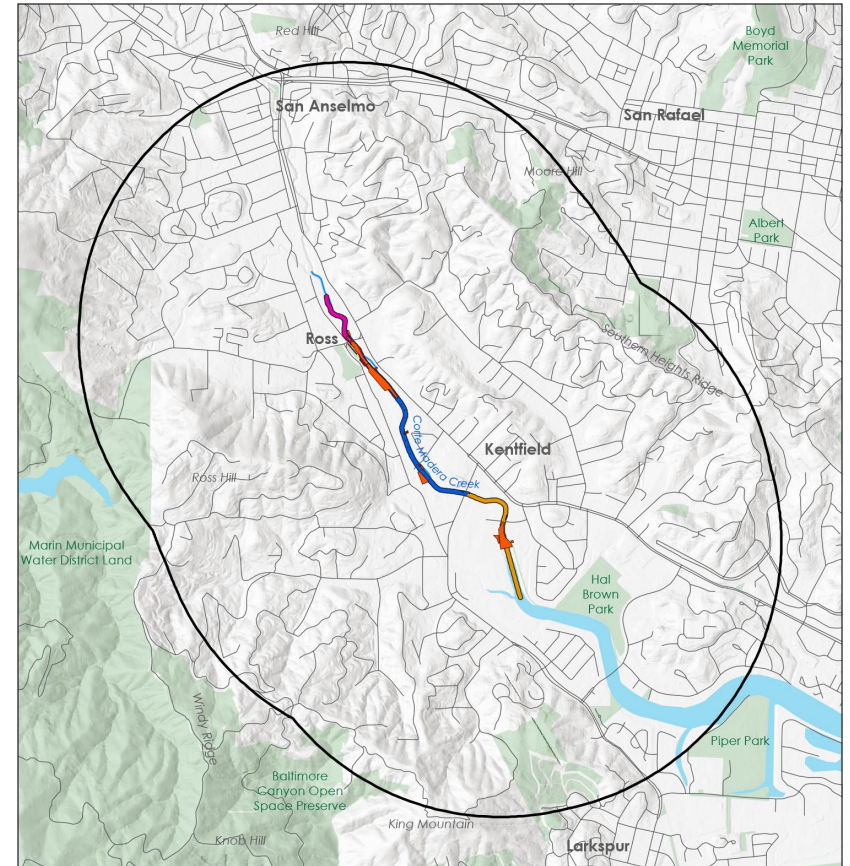 Red Hill
Boyd
Memorial
Park
San Anselmo
San Rafael
Moore Hill
Albert
Park
Southern Heights Ridge
Ross
Corte Madera Creek
Kentfield
Ross Hill
Marin Municipal
Water District Land
Hal
Brown
Park
Windy Ridge
Piper Park
Baltimore
Canyon Open
Space Preserve
King Mountain
Knob Hill
Larkspur